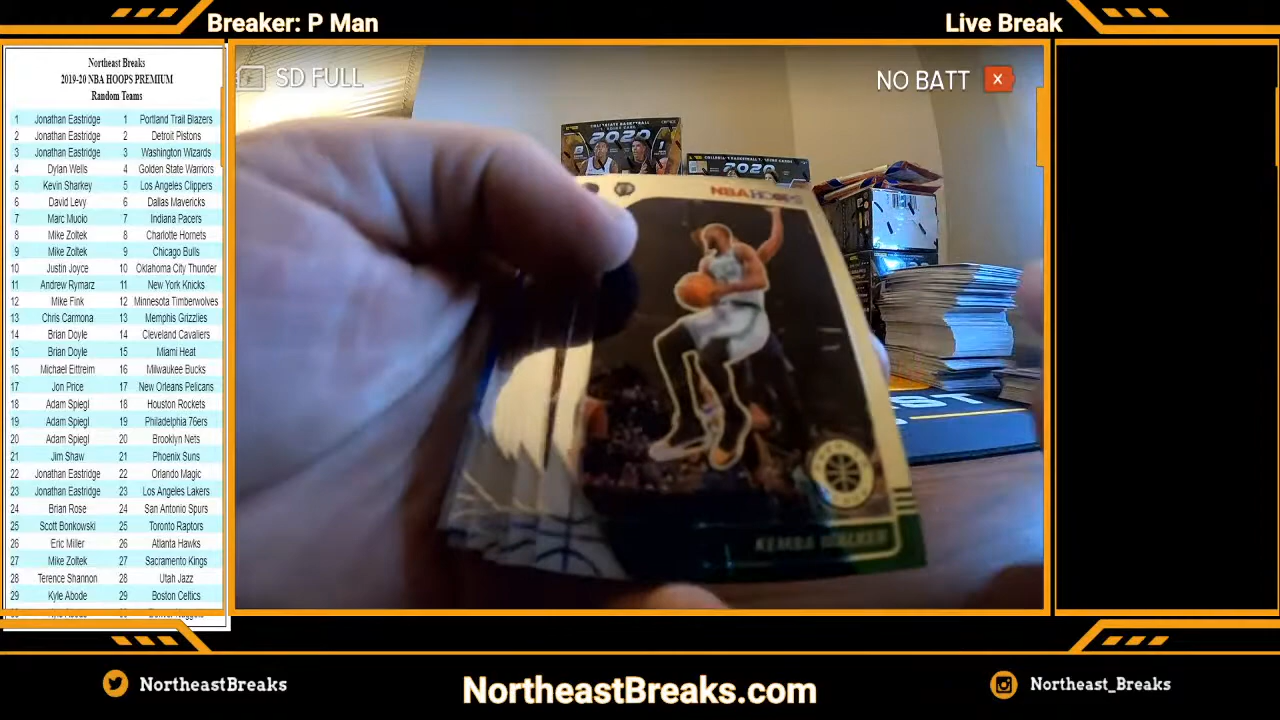 Breaker: P Man
Live Break
Northeast Breaks
2019-20 NBA HOOPS PREMIUM
Random Teams
1 Jonathan Eastridge 1 Portland Trail Blazers
2 Jonathan Eastridge 2 Detroit Pistons
3 Jonathan Eastridge 3 Washington Wizards
4 Dylan Wells 4 Golden State Warriors
5 Kevin Sharkey 5 Los Angeles Clippers
6 David Levy 6 Dallas Mavericks
7 Marc Muoio 7 Indiana Pacers
8 Mike Zoltek 8 Charlotte Hornets
9 Mike Zoltek 9 Chicago Bulls
10 Justin Joyce 10 Oklahoma City Thunder
11 Andrew Rymarz 11 New York Knicks
12 Mike Fink 12 Minnesota Timberwolves
13 Chris Carmona 13 Memphis Grizzlies
14 Brian Doyle 14 Cleveland Cavaliers
15 Brian Doyle 15 Miami Heat
16 Michael Eittreim 16 Milwaukee Bucks
17 Jon Price 17 New Orleans Pelicans
18 Adam Spiegl 18 Houston Rockets
19 Adam Spiegl 19 Philadelphia 76ers
20 Adam Spiegl 20 Brooklyn Nets
21 Jim Shaw 21 Phoenix Suns
22 Jonathan Eastridge 22 Orlando Magic
23 Jonathan Eastridge 23 Los Angeles Lakers
24 Brian Rose 24 San Antonio Spurs
25 Scott Bonkowski 25 Toronto Raptors
26 Eric Miller 26 Atlanta Hawks
27 Mike Zoltek 27 Sacramento Kings
28 Terence Shannon 28 Utah Jazz
29 Kyle Abode 29 Boston Celtics
SD FULL
NO BATT
2020
2020
NBA HOOPS
KEMBA WALKER
ST
NortheastBreaks
NortheastBreaks.com
Northeast_Breaks